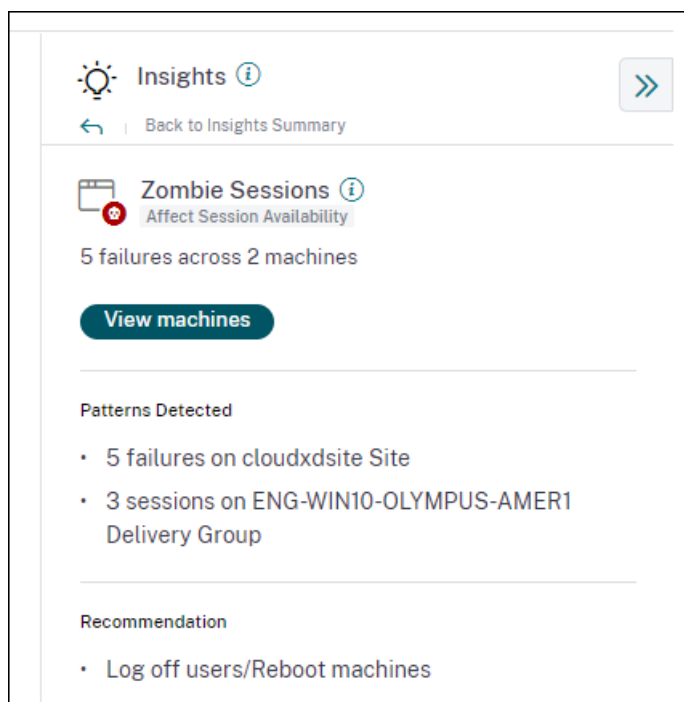 Insights
Back to Insights Summary
Zombie Sessions
Affect Session Availability
5 failures across 2 machines
View machines
Patterns Detected
• 5 failures on cloudxdsite Site
• 3 sessions on ENG-WIN10-OLYMPUS-AMER1
Delivery Group
Recommendation
• Log off users/Reboot machines